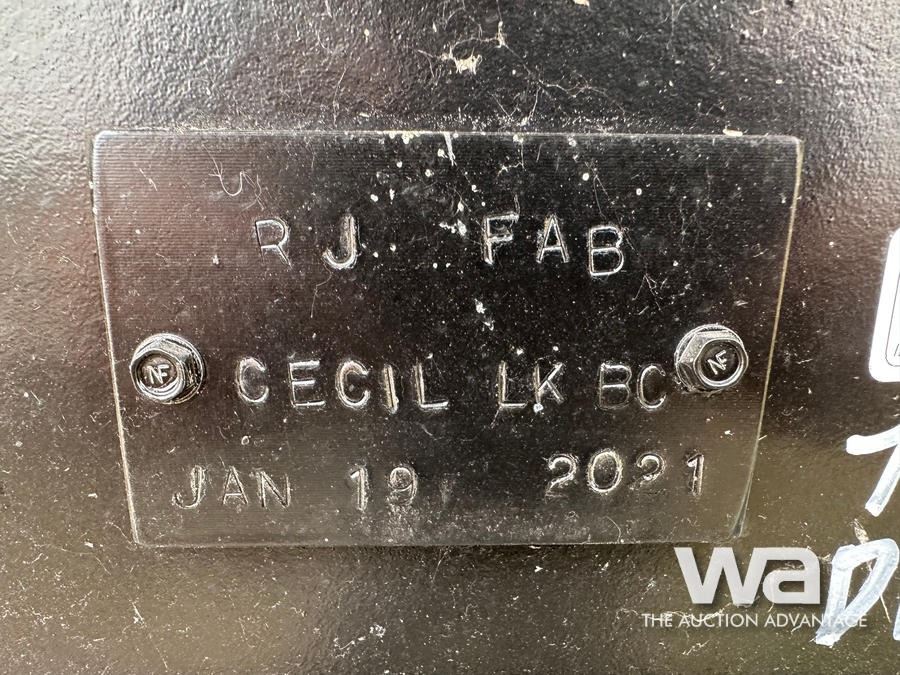 RJ FAB
NF CECIL LK BC NF
JAN 19 2021
wa
THE AUCTION ADVANTAGE